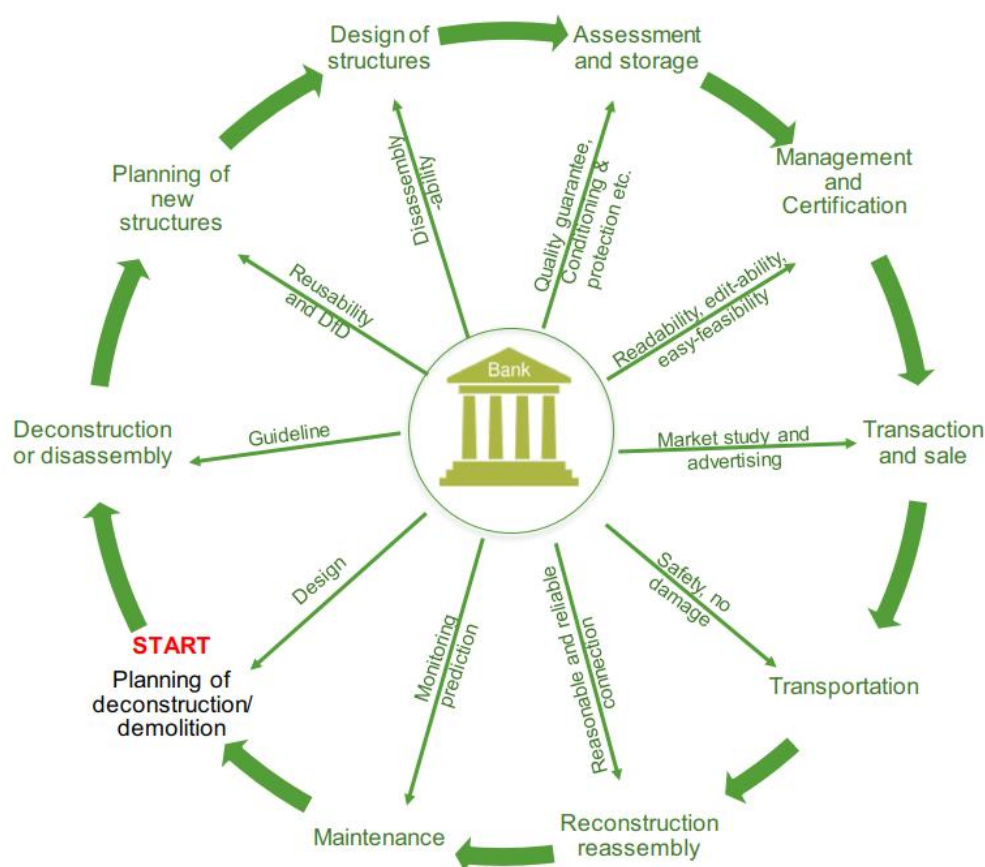 Design of
structures
Assessment
and storage
Management
and
Certification
Transaction
and sale
Transportation
Reconstruction
reassembly
Maintenance
START
Planning of
deconstruction/
demolition
Deconstruction
or disassembly
Planning of
new
structures
Disassembly
-ability
Quality guarantee,
Conditioning &
protection etc.
Readability, edit-ability,
easy-feasibility
Market study and
advertising
Safety, no
damage
Reasonable and reliable
connection
Monitoring
prediction
Design
Guideline
Reusability
and DfD
Bank